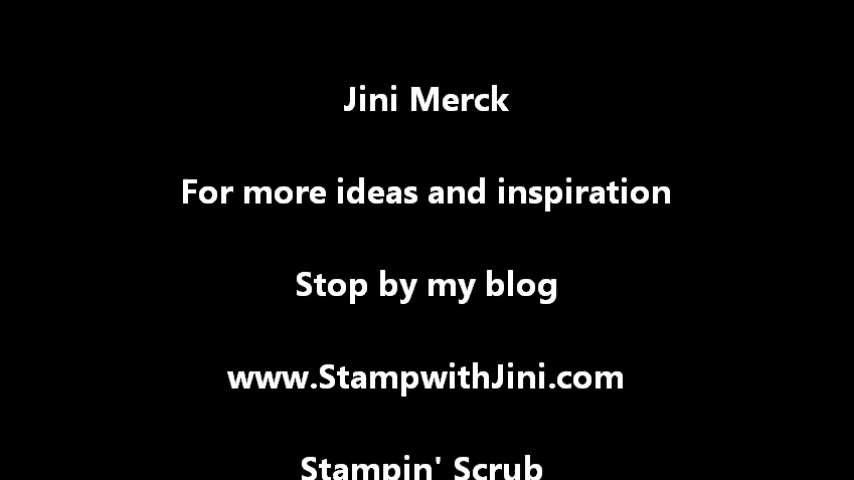 Jini Merck
For more ideas and inspiration
Stop by my blog
www.StampwithJini.com
Stampin' Scrub